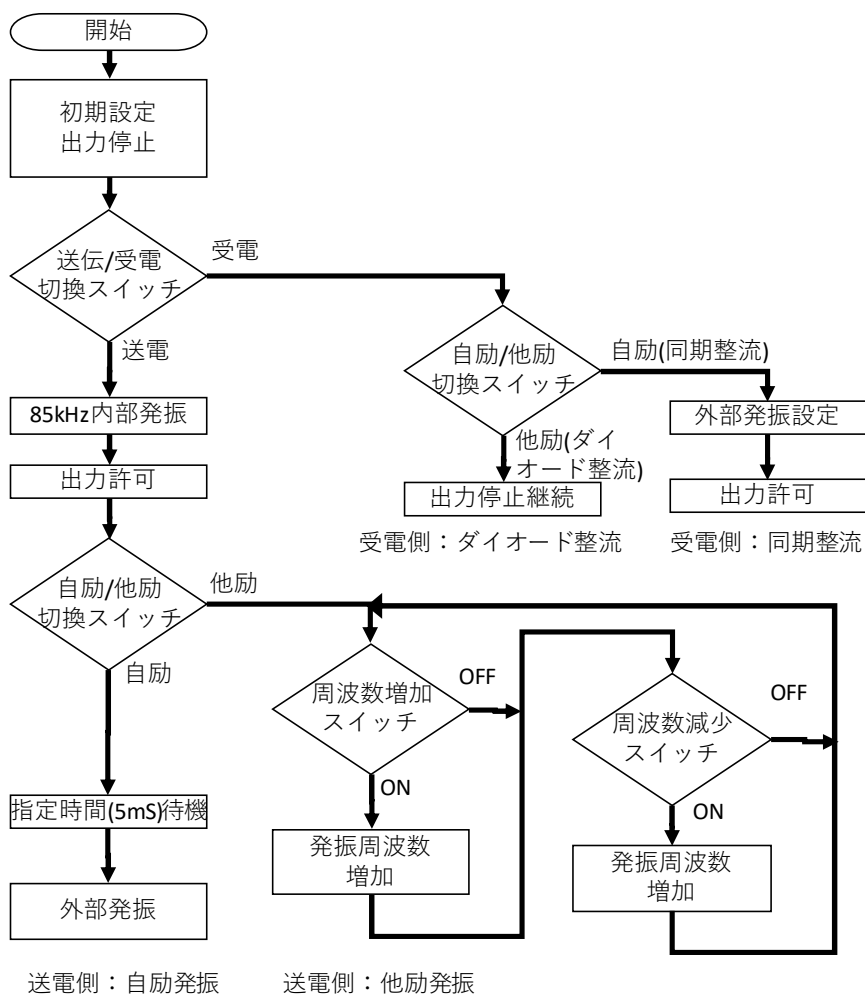 開始
初期設定
出力停止
送伝/受電
切換スイッチ
受電
送電
85kHz内部発振
出力許可
自励/他励
切換スイッチ
自励(同期整流)
外部発振設定
出力許可
他励(ダイ
オード整流)
出力停止継続
受電側：ダイオード整流
受電側：同期整流
自励/他励
切換スイッチ
他励
自励
指定時間(5mS)待機
外部発振
送電側：自励発振
周波数増加
スイッチ
OFF
ON
発振周波数
増加
周波数減少
スイッチ
OFF
ON
発振周波数
増加
送電側：他励発振